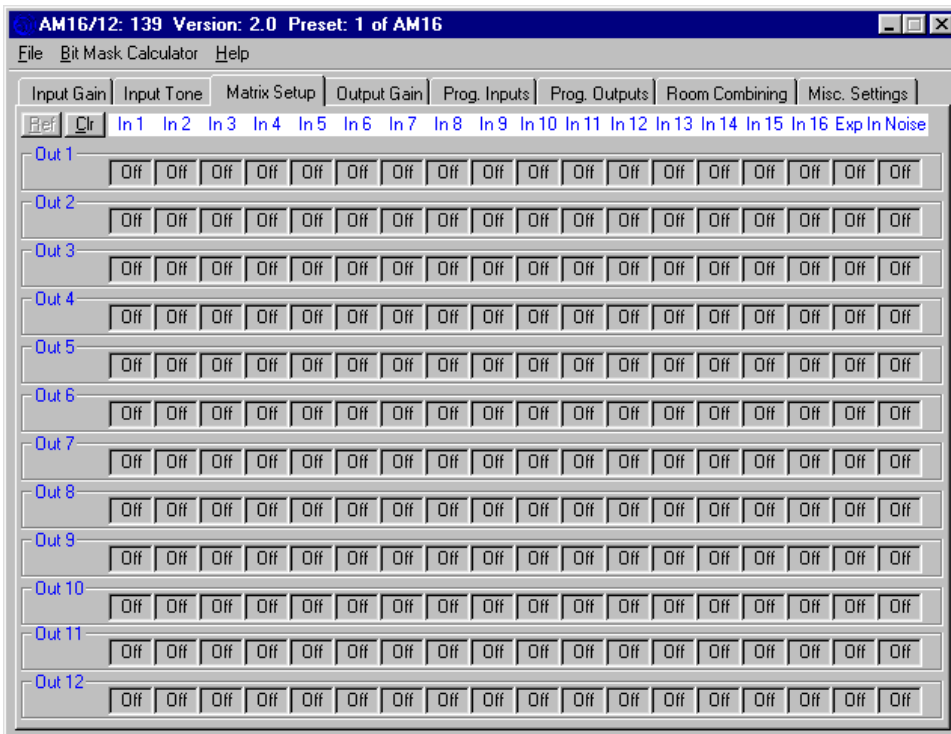 AM16/12: 139 Version: 2.0 Preset: 1 of AM16
File Bit Mask Calculator Help
Input Gain Input Tone Matrix Setup Output Gain Prog. Inputs Prog. Outputs Room Combining Misc. Settings
Ref Clr In 1 In 2 In 3 In 4 In 5 In 6 In 7 In 8 In 9 In 10 In 11 In 12 In 13 In 14 In 15 In 16 Exp In Noise
Out 1
Off Off Off Off Off Off Off Off Off Off Off Off Off Off Off Off Off Off
Out 2
Off Off Off Off Off Off Off Off Off Off Off Off Off Off Off Off Off Off
Out 3
Off Off Off Off Off Off Off Off Off Off Off Off Off Off Off Off Off Off
Out 4
Off Off Off Off Off Off Off Off Off Off Off Off Off Off Off Off Off Off
Out 5
Off Off Off Off Off Off Off Off Off Off Off Off Off Off Off Off Off Off
Out 6
Off Off Off Off Off Off Off Off Off Off Off Off Off Off Off Off Off Off
Out 7
Off Off Off Off Off Off Off Off Off Off Off Off Off Off Off Off Off Off
Out 8
Off Off Off Off Off Off Off Off Off Off Off Off Off Off Off Off Off Off
Out 9
Off Off Off Off Off Off Off Off Off Off Off Off Off Off Off Off Off Off
Out 10
Off Off Off Off Off Off Off Off Off Off Off Off Off Off Off Off Off Off
Out 11
Off Off Off Off Off Off Off Off Off Off Off Off Off Off Off Off Off Off
Out 12
Off Off Off Off Off Off Off Off Off Off Off Off Off Off Off Off Off Off